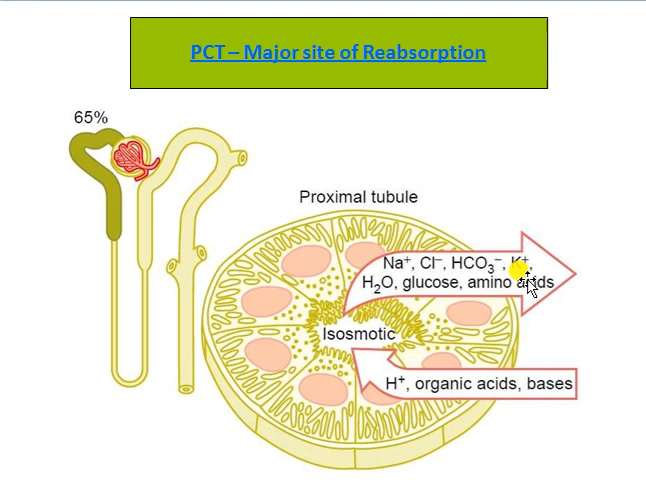 PCT – Major site of Reabsorption
65%
Proximal tubule
Na⁺, Cl⁻, HCO₃⁻, K⁺,
H₂O, glucose, amino acids
Isosmotic
H⁺, organic acids, bases